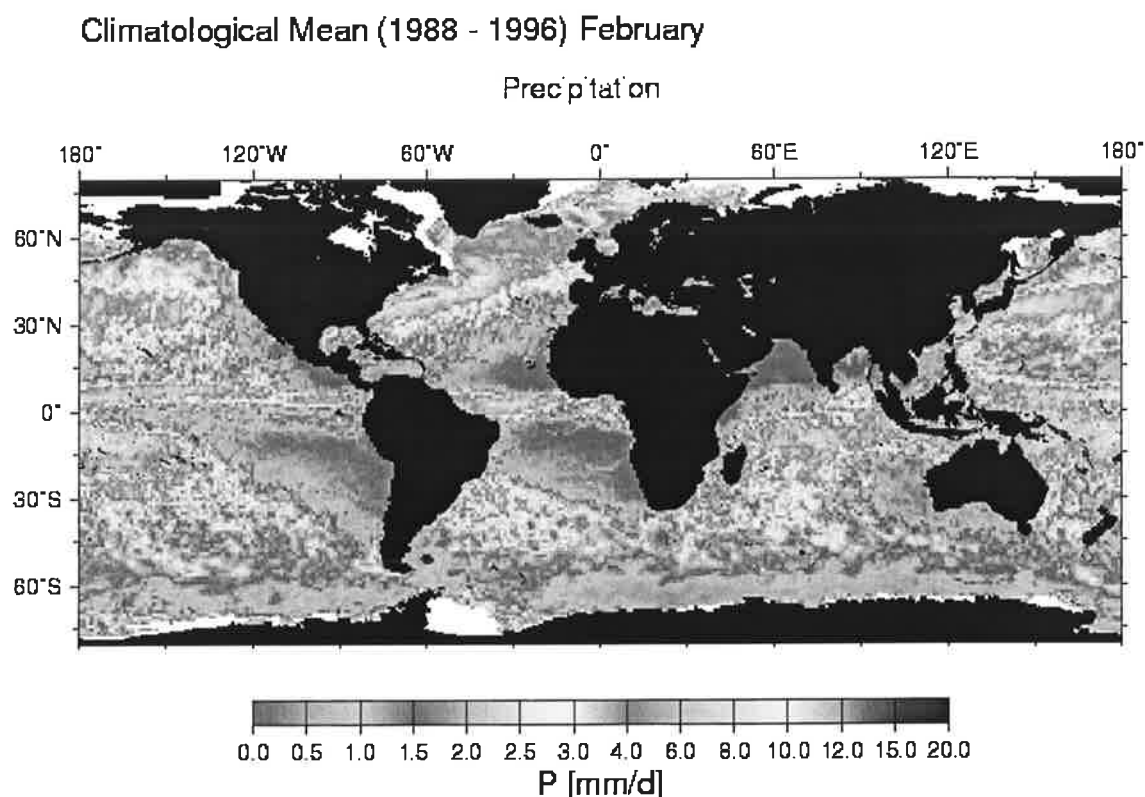 Climatological Mean (1988 - 1996) February
Precipitation
180° 120°W 60°W 0° 60°E 120°E 180°
60°N
30°N
0°
30°S
60°S
0.0 0.5 1.0 1.5 2.0 2.5 3.0 4.0 6.0 8.0 10.0 12.0 15.0 20.0
P [mm/d]